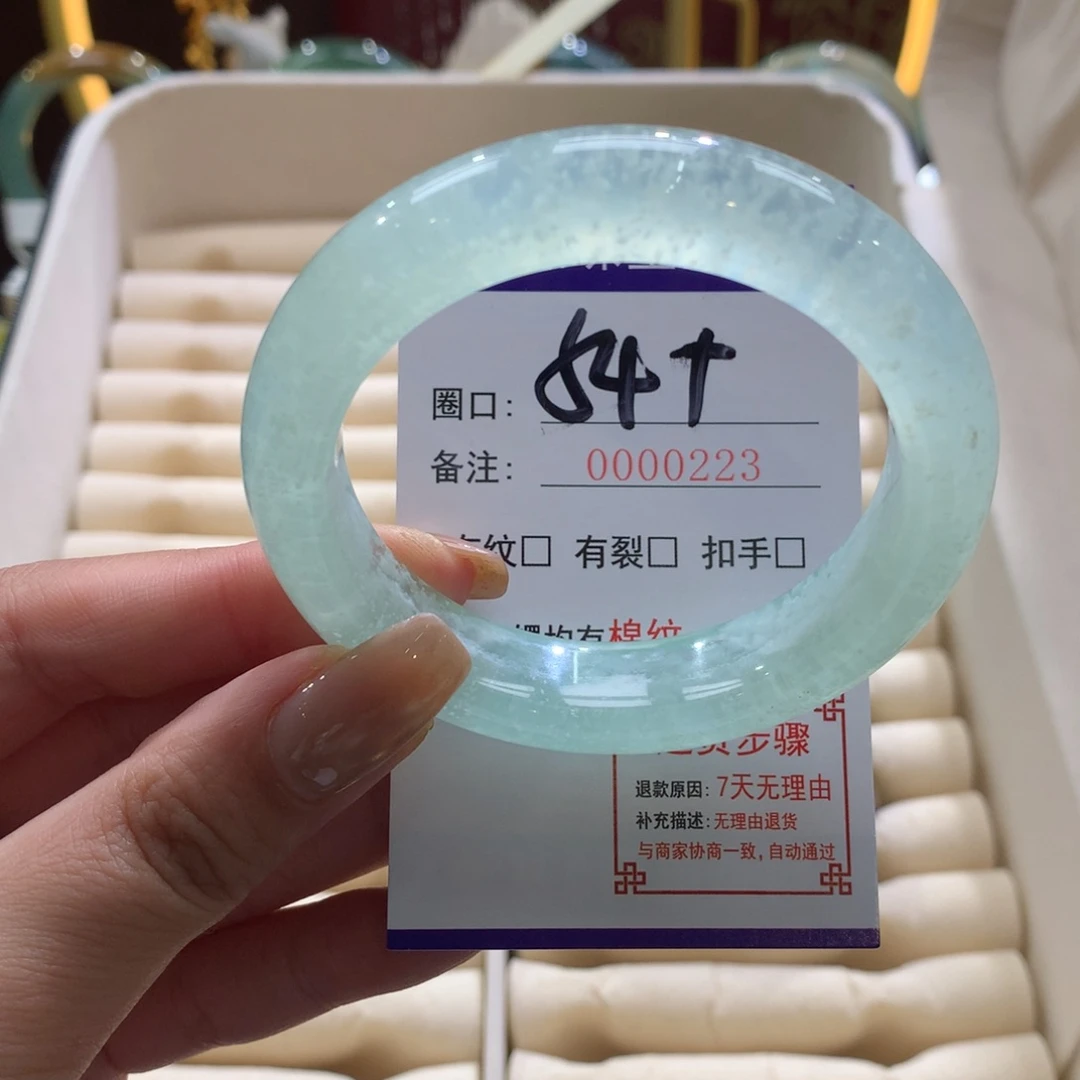 圈口: 54+
备注: 0000223
纹□ 有裂□ 扣手□
均有棉纹
步骤
退款原因: 7天无理由
补充描述: 无理由退货
与商家协商一致, 自动通过